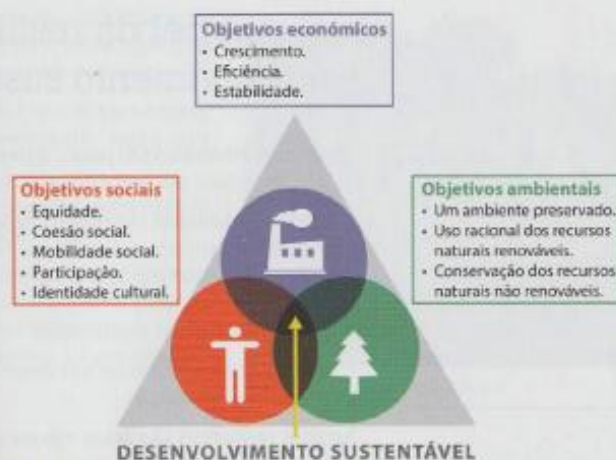 Objetivos económicos
• Crescimento.
• Eficiência.
• Estabilidade.
Objetivos sociais
• Equidade.
• Coesão social.
• Mobilidade social.
• Participação.
• Identidade cultural.
Objetivos ambientais
• Um ambiente preservado.
• Uso racional dos recursos
naturais renováveis.
• Conservação dos recursos
naturais não renováveis.
DESENVOLVIMENTO SUSTENTÁVEL